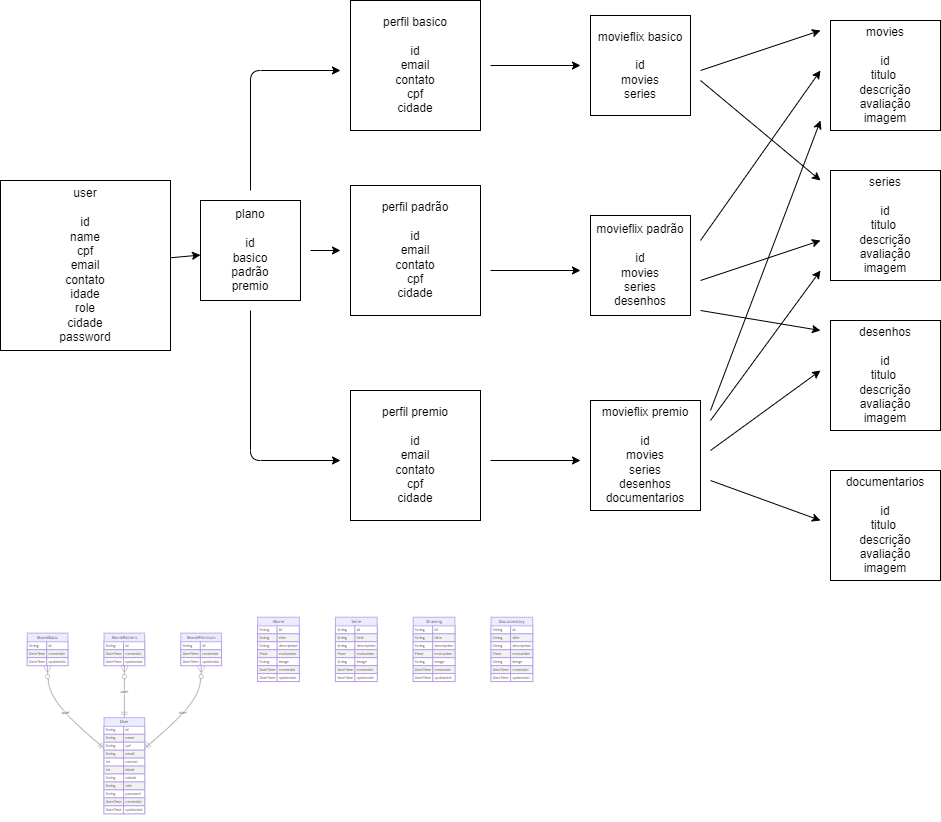 perfil basico
id
email
contato
cpf
cidade
movieflix basico
id
movies
series
movies
id
titulo
descrição
avaliação
imagem
user
id
name
cpf
email
contato
idade
role
cidade
password
plano
id
basico
padrão
premio
perfil padrão
id
email
contato
cpf
cidade
movieflix padrão
id
movies
series
desenhos
series
id
titulo
descrição
avaliação
imagem
desenhos
id
titulo
descrição
avaliação
imagem
perfil premio
id
email
contato
cpf
cidade
movieflix premio
id
movies
series
desenhos
documentarios
documentarios
id
titulo
descrição
avaliação
imagem
MovieBasic
String id
DateTime createdAt
DateTime updatedAt
MoviePattern
String id
DateTime createdAt
DateTime updatedAt
MoviePremium
String id
DateTime createdAt
DateTime updatedAt
Movie
String id
String title
String description
Float evaluation
String image
DateTime createdAt
DateTime updatedAt
Serie
String id
String title
String description
Float evaluation
String image
DateTime createdAt
DateTime updatedAt
Drawing
String id
String title
String description
Float evaluation
String image
DateTime createdAt
DateTime updatedAt
Documentary
String id
String title
String description
Float evaluation
String image
DateTime createdAt
DateTime updatedAt
user
user
user
User
String id
String name
String cpf
String email
Int contact
Int
String cidade
String role
String password
DateTime createdAt
DateTime updatedAt